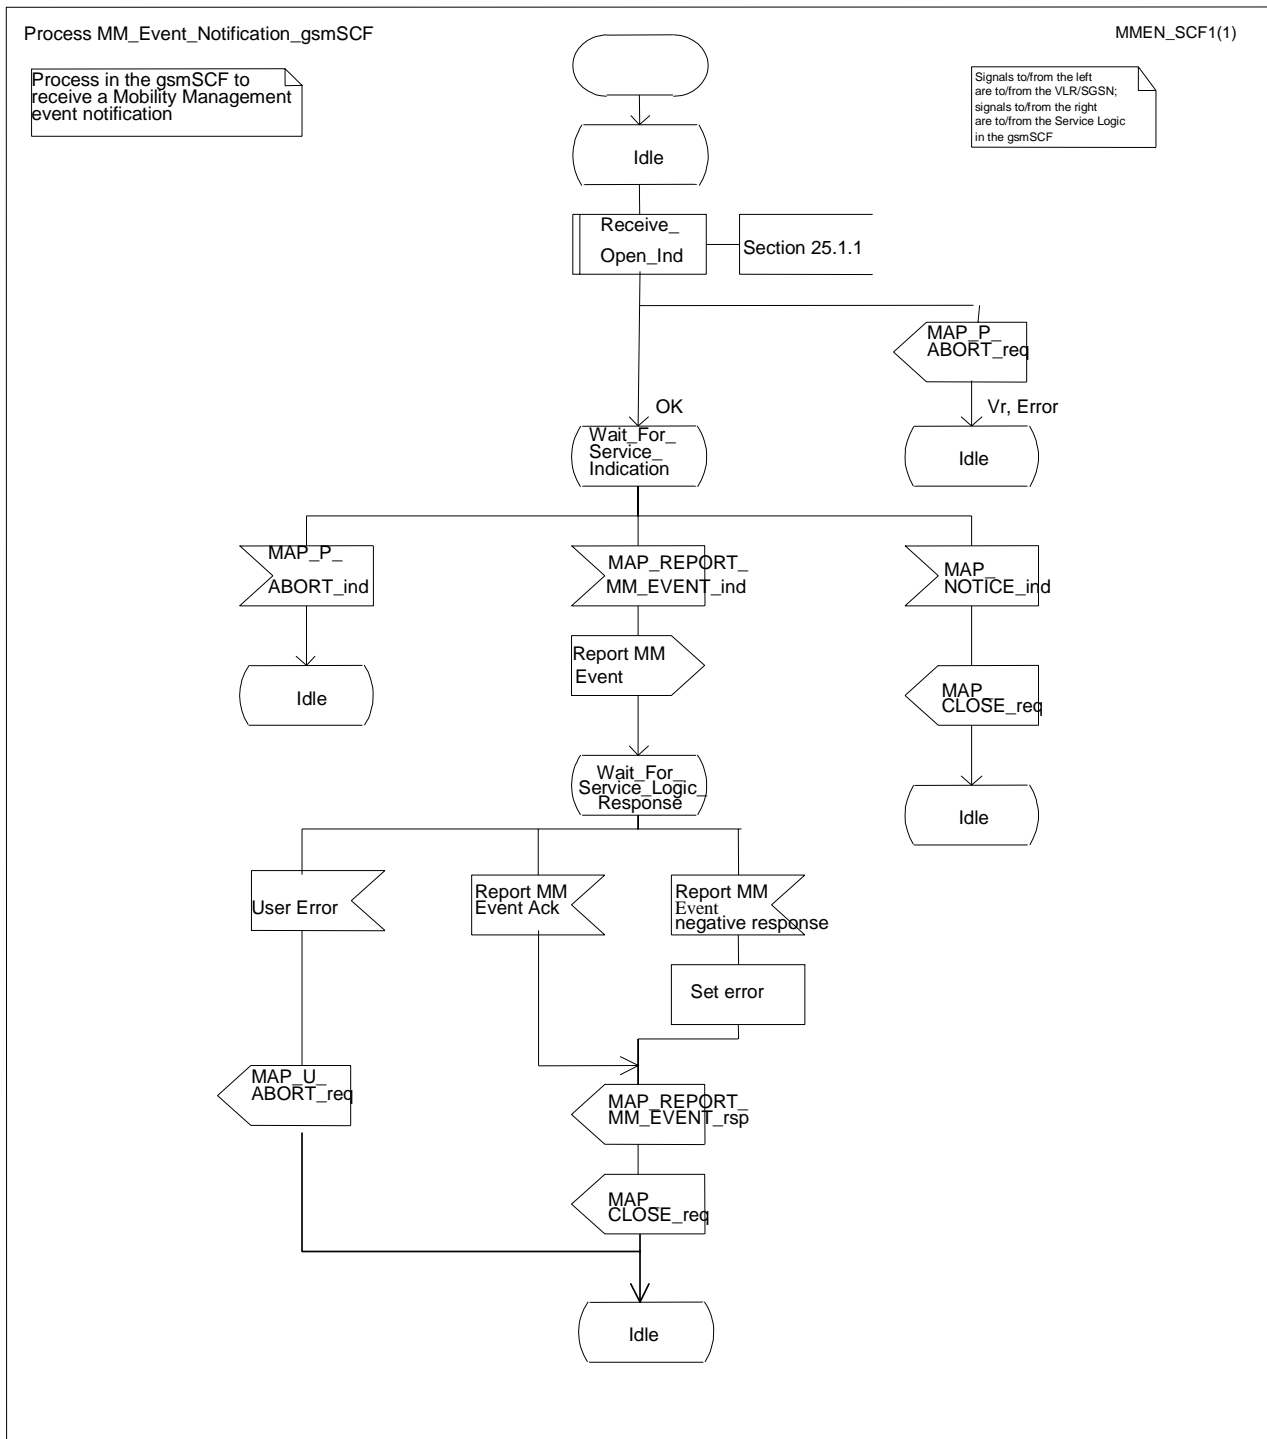 Process MM_Event_Notification_gsmSCF
MMEN_SCF1(1)
Process in the gsmSCF to
receive a Mobility Management
event notification
Signals to/from the left
are to/from the VLR/SGSN;
signals to/from the right
are to/from the Service Logic
in the gsmSCF
Idle
Receive_
Open_Ind
Section 25.1.1
MAP_P_
ABORT_req
OK
Vr, Error
Wait_For_
Service_
Indication
Idle
MAP_P_
ABORT_ind
MAP_REPORT_
MM_EVENT_ind
MAP_
NOTICE_ind
Report MM
Event
Idle
MAP_
CLOSE_req
Wait_For_
Service_Logic_
Response
Idle
User Error
Report MM
Event Ack
Report MM
Event
negative response
Set error
MAP_U_
ABORT_req
MAP_REPORT_
MM_EVENT_rsp
MAP_
CLOSE_req
Idle